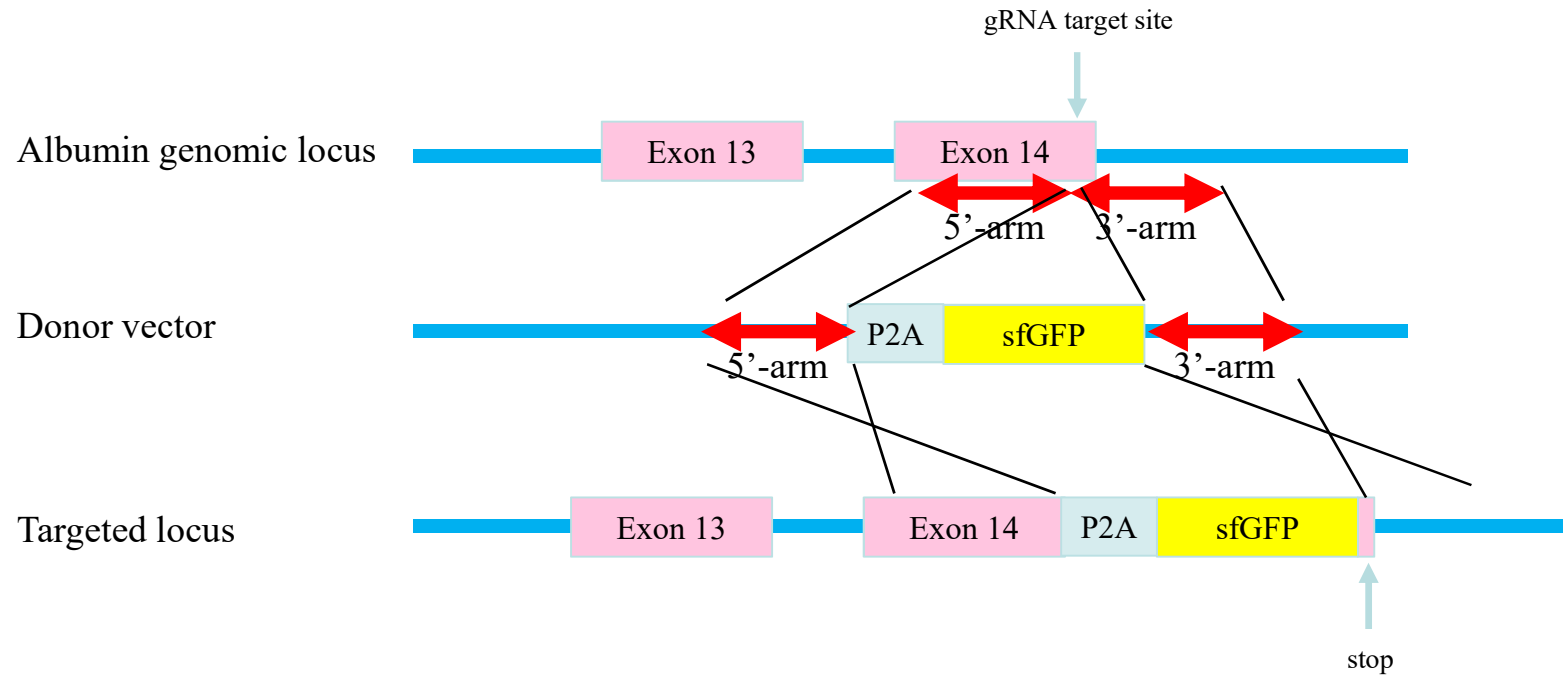 gRNA target site
Albumin genomic locus
Exon 13
Exon 14
5’-arm
3’-arm
Donor vector
P2A
sfGFP
5’-arm
3’-arm
Targeted locus
Exon 13
Exon 14
P2A
sfGFP
stop